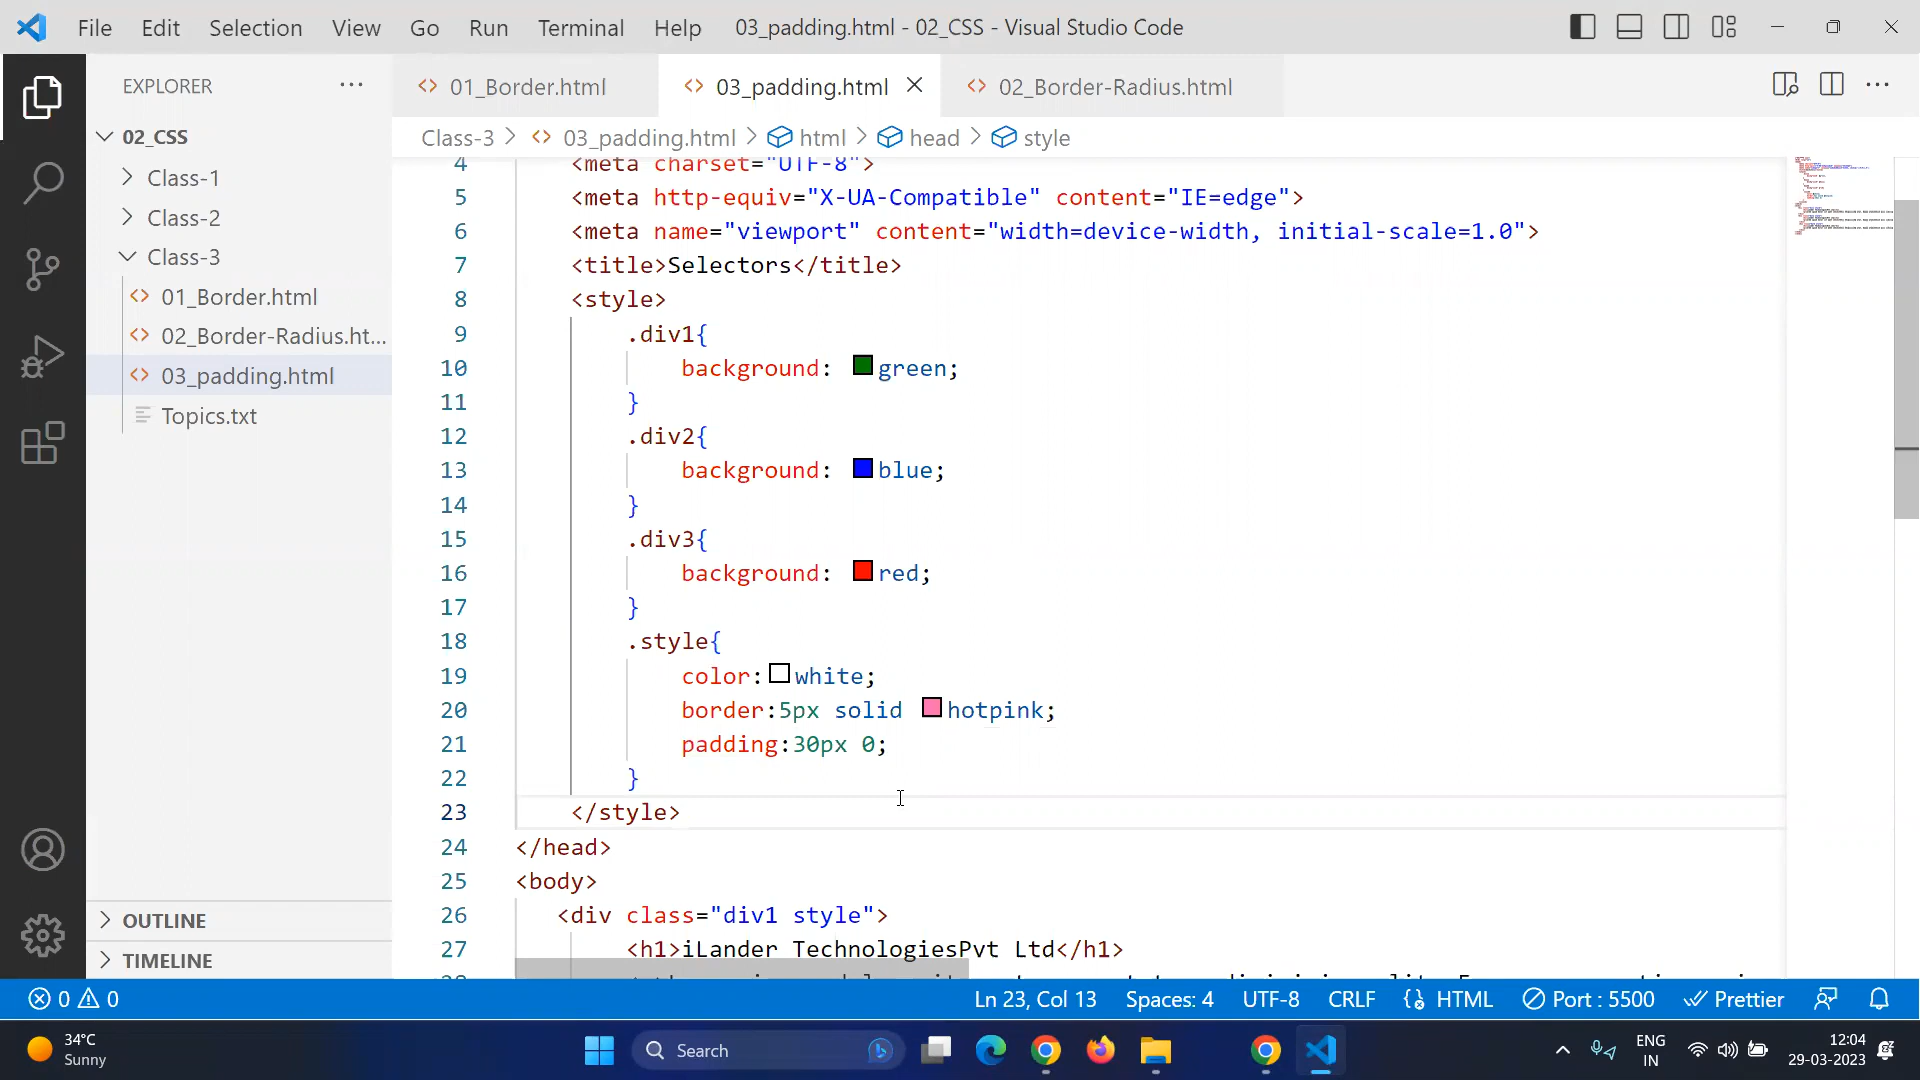 File Edit Selection View Go Run Terminal Help 03_padding.html - 02_CSS - Visual Studio Code
EXPLORER
01_Border.html 03_padding.html 02_Border-Radius.html
Class-3 03_padding.html html head style
02_CSS
Class-1
Class-2
Class-3
01_Border.html
02_Border-Radius.ht...
03_padding.html
Topics.txt
OUTLINE
TIMELINE
4 <meta charset="UTF-8">
5 <meta http-equiv="X-UA-Compatible" content="IE=edge">
6 <meta name="viewport" content="width=device-width, initial-scale=1.0">
7 <title>Selectors</title>
8 <style>
9 .div1{
10 background: green;
11 }
12 .div2{
13 background: blue;
14 }
15 .div3{
16 background: red;
17 }
18 .style{
19 color:white;
20 border:5px solid hotpink;
21 padding:30px 0;
22 }
23 </style>
24 </head>
25 <body>
26 <div class="div1 style">
27 <h1>iLander TechnologiesPvt Ltd</h1>
0 0 Ln 23, Col 13 Spaces: 4 UTF-8 CRLF HTML Port : 5500 Prettier
34°C
Sunny
Search
ENG
IN
12:04
29-03-2023